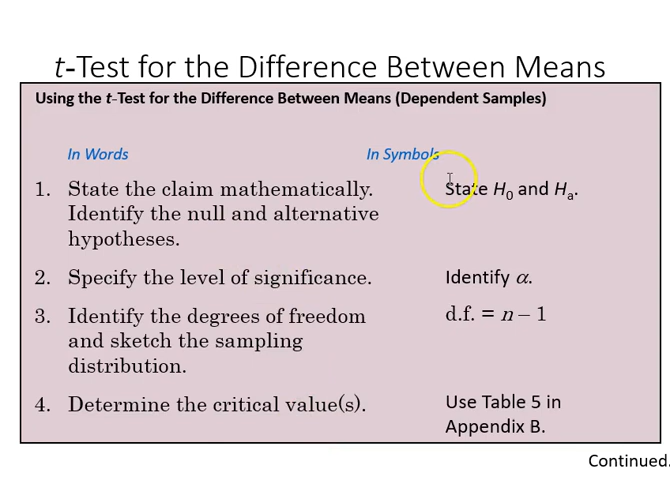 t-Test for the Difference Between Means
Using the t-Test for the Difference Between Means (Dependent Samples)
In Words In Symbols
1. State the claim mathematically. State H₀ and Hₐ.
Identify the null and alternative
hypotheses.
2. Specify the level of significance. Identify α.
3. Identify the degrees of freedom d.f. = n – 1
and sketch the sampling
distribution.
4. Determine the critical value(s). Use Table 5 in
Appendix B.
Continued.